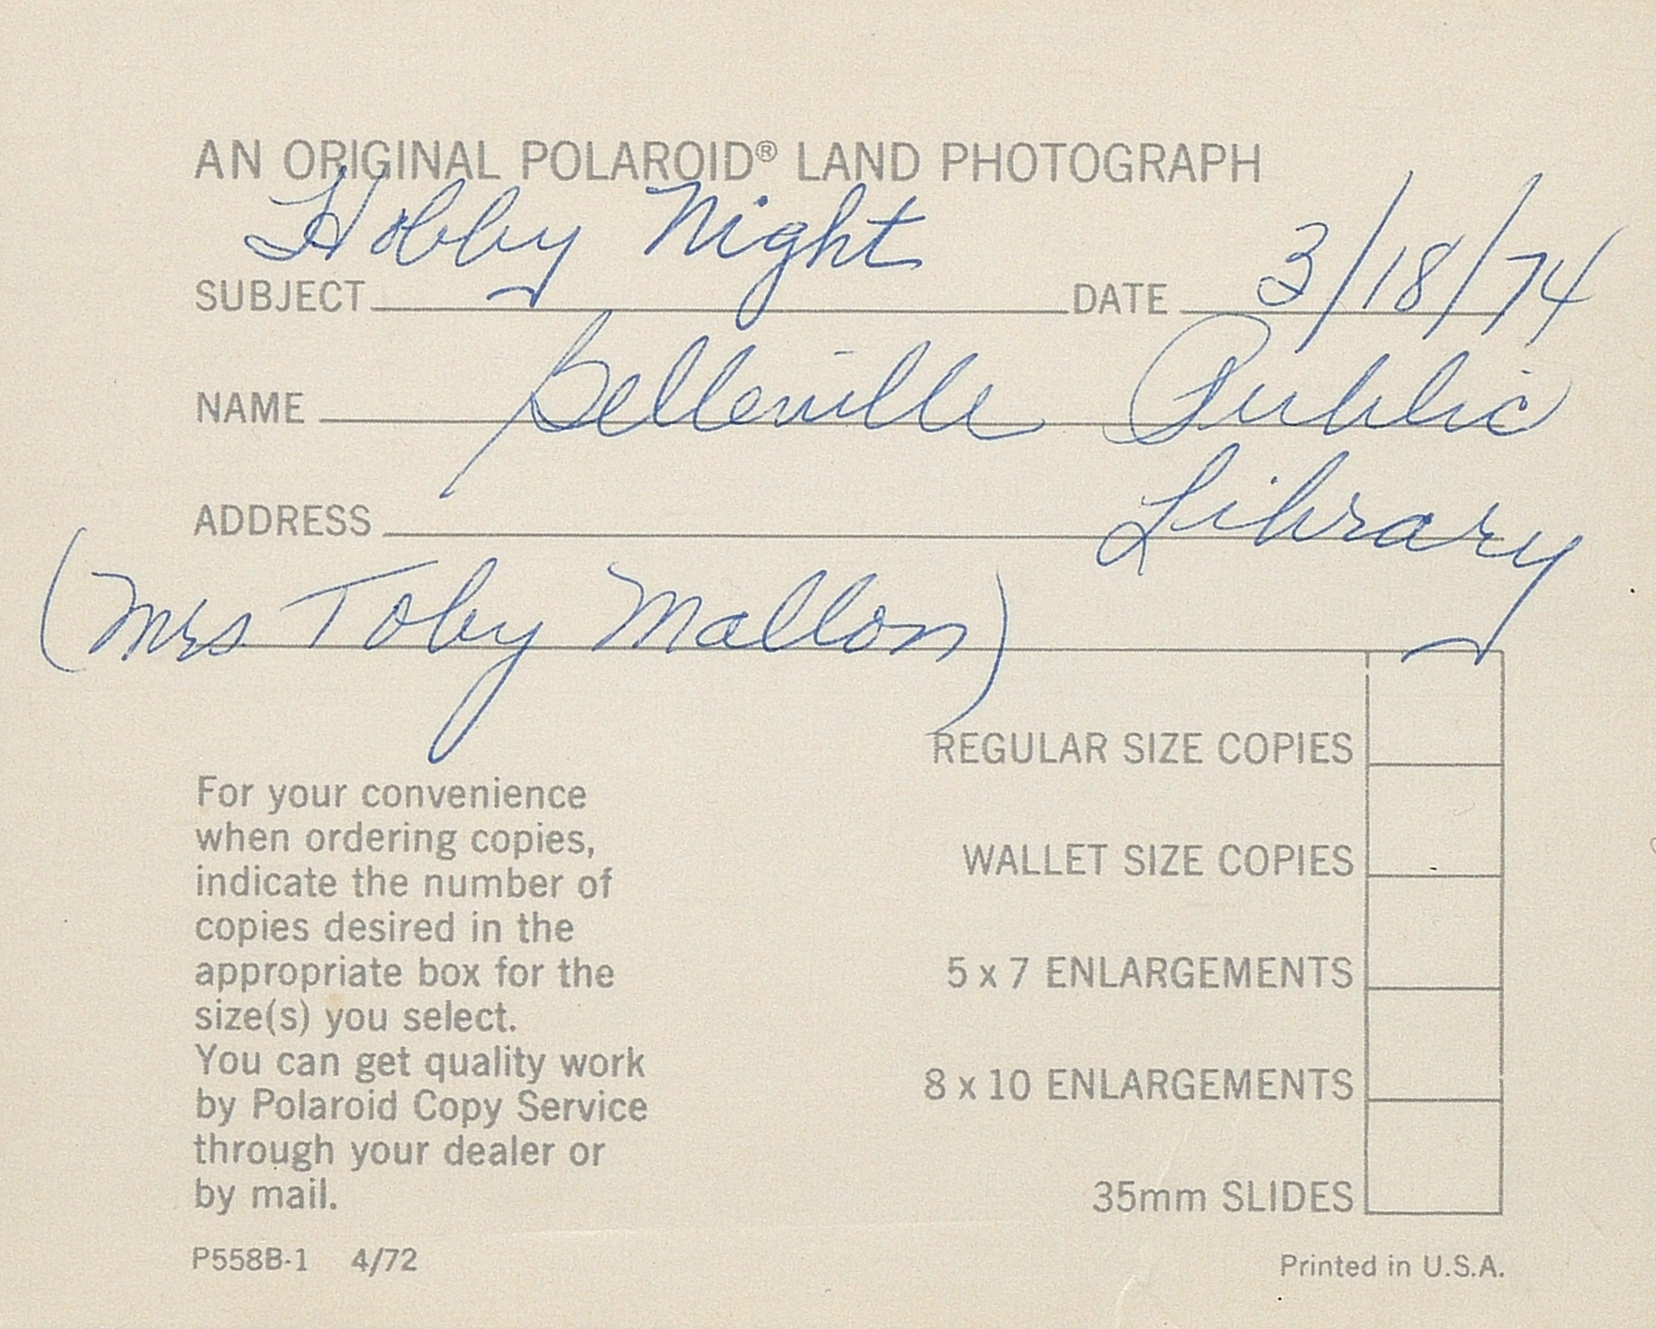 AN ORIGINAL POLAROID® LAND PHOTOGRAPH
Hobby Night 3/18/74
SUBJECT DATE
NAME Belleville Public
ADDRESS Library
(Mrs Toby Mallon)
REGULAR SIZE COPIES
WALLET SIZE COPIES
5 x 7 ENLARGEMENTS
8 x 10 ENLARGEMENTS
35mm SLIDES
For your convenience
when ordering copies,
indicate the number of
copies desired in the
appropriate box for the
size(s) you select.
You can get quality work
by Polaroid Copy Service
through your dealer or
by mail.
P558B-1 4/72
Printed in U.S.A.